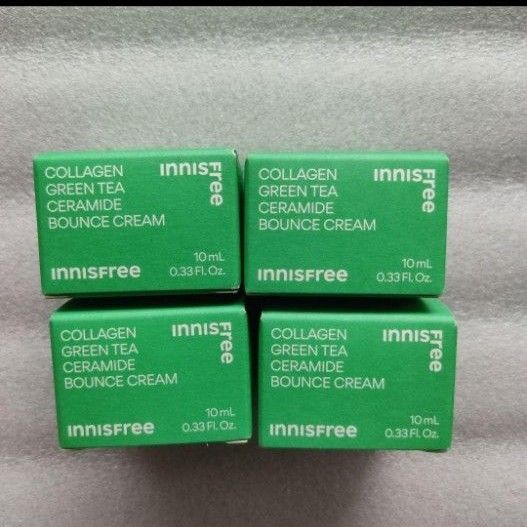 COLLAGEN
GREEN TEA
CERAMIDE
BOUNCE CREAM
innisFree
10 mL
0.33 Fl. Oz.
innisFree
COLLAGEN
GREEN TEA
CERAMIDE
BOUNCE CREAM
innisFree
10 mL
0.33 Fl. Oz.
innisFree
COLLAGEN
GREEN TEA
CERAMIDE
BOUNCE CREAM
innisFree
10 mL
0.33 Fl. Oz.
innisFree
COLLAGEN
GREEN TEA
CERAMIDE
BOUNCE CREAM
innisFree
10 mL
0.33 Fl. Oz.
innisFree